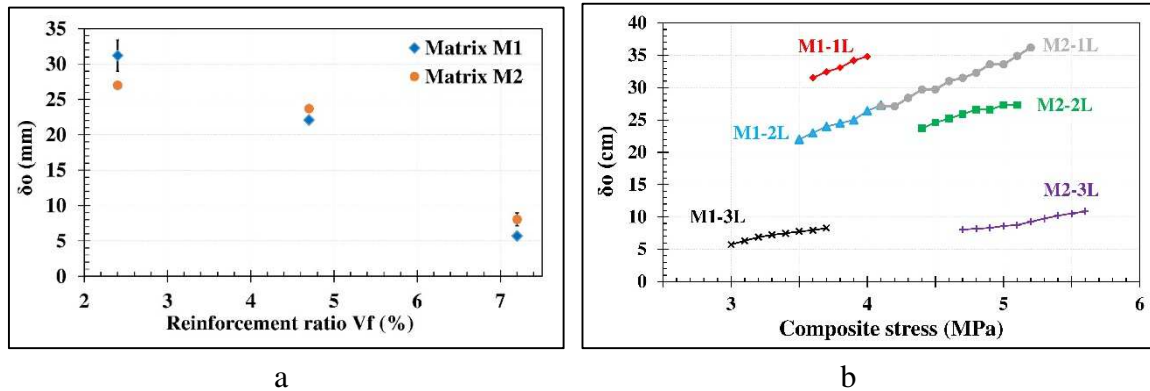 35
30
25
20
15
10
5
0
δo (mm)
Matrix M1
Matrix M2
2 3 4 5 6 7
Reinforcement ratio Vf (%)
a
40
35
30
25
20
15
10
5
0
δo (cm)
M1-1L
M2-1L
M1-2L
M2-2L
M1-3L
M2-3L
3 4 5 6
Composite stress (MPa)
b